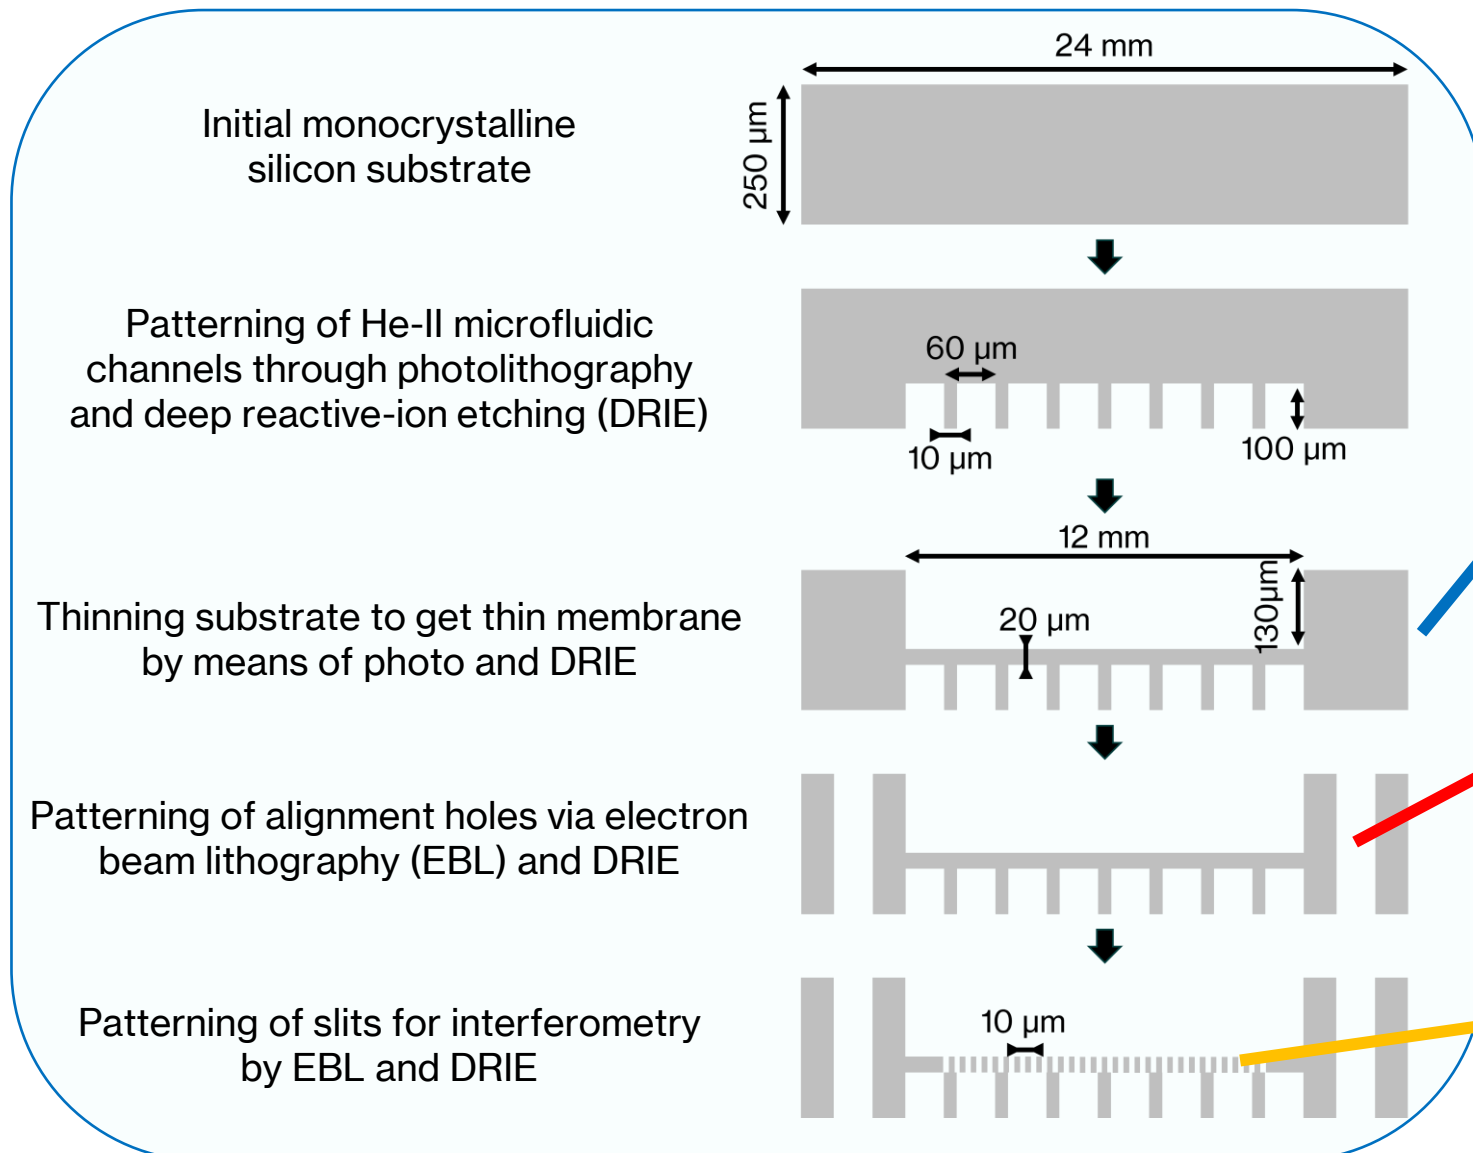 24 mm
Initial monocrystalline
silicon substrate
250 µm
Patterning of He-II microfluidic
channels through photolithography
and deep reactive-ion etching (DRIE)
60 µm
10 µm
100 µm
12 mm
Thinning substrate to get thin membrane
by means of photo and DRIE
20 µm
130µm
Patterning of alignment holes via electron
beam lithography (EBL) and DRIE
Patterning of slits for interferometry
by EBL and DRIE
10 µm